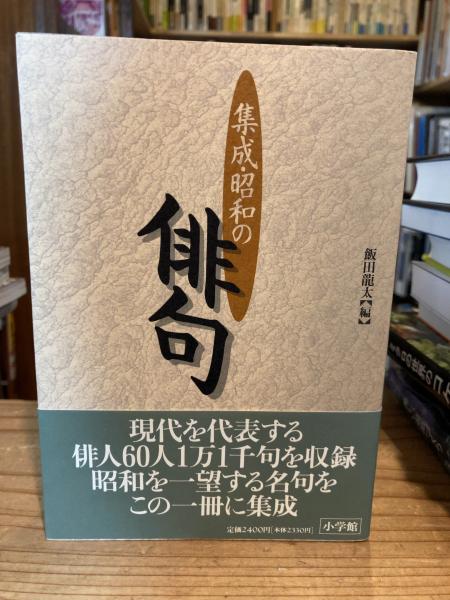 集成・昭和の
俳句
飯田龍太【編】
現代を代表する
俳人60人1万1千句を収録
昭和を一望する名句を
この一冊に集成
定価2400円[本体2330円]
小学館